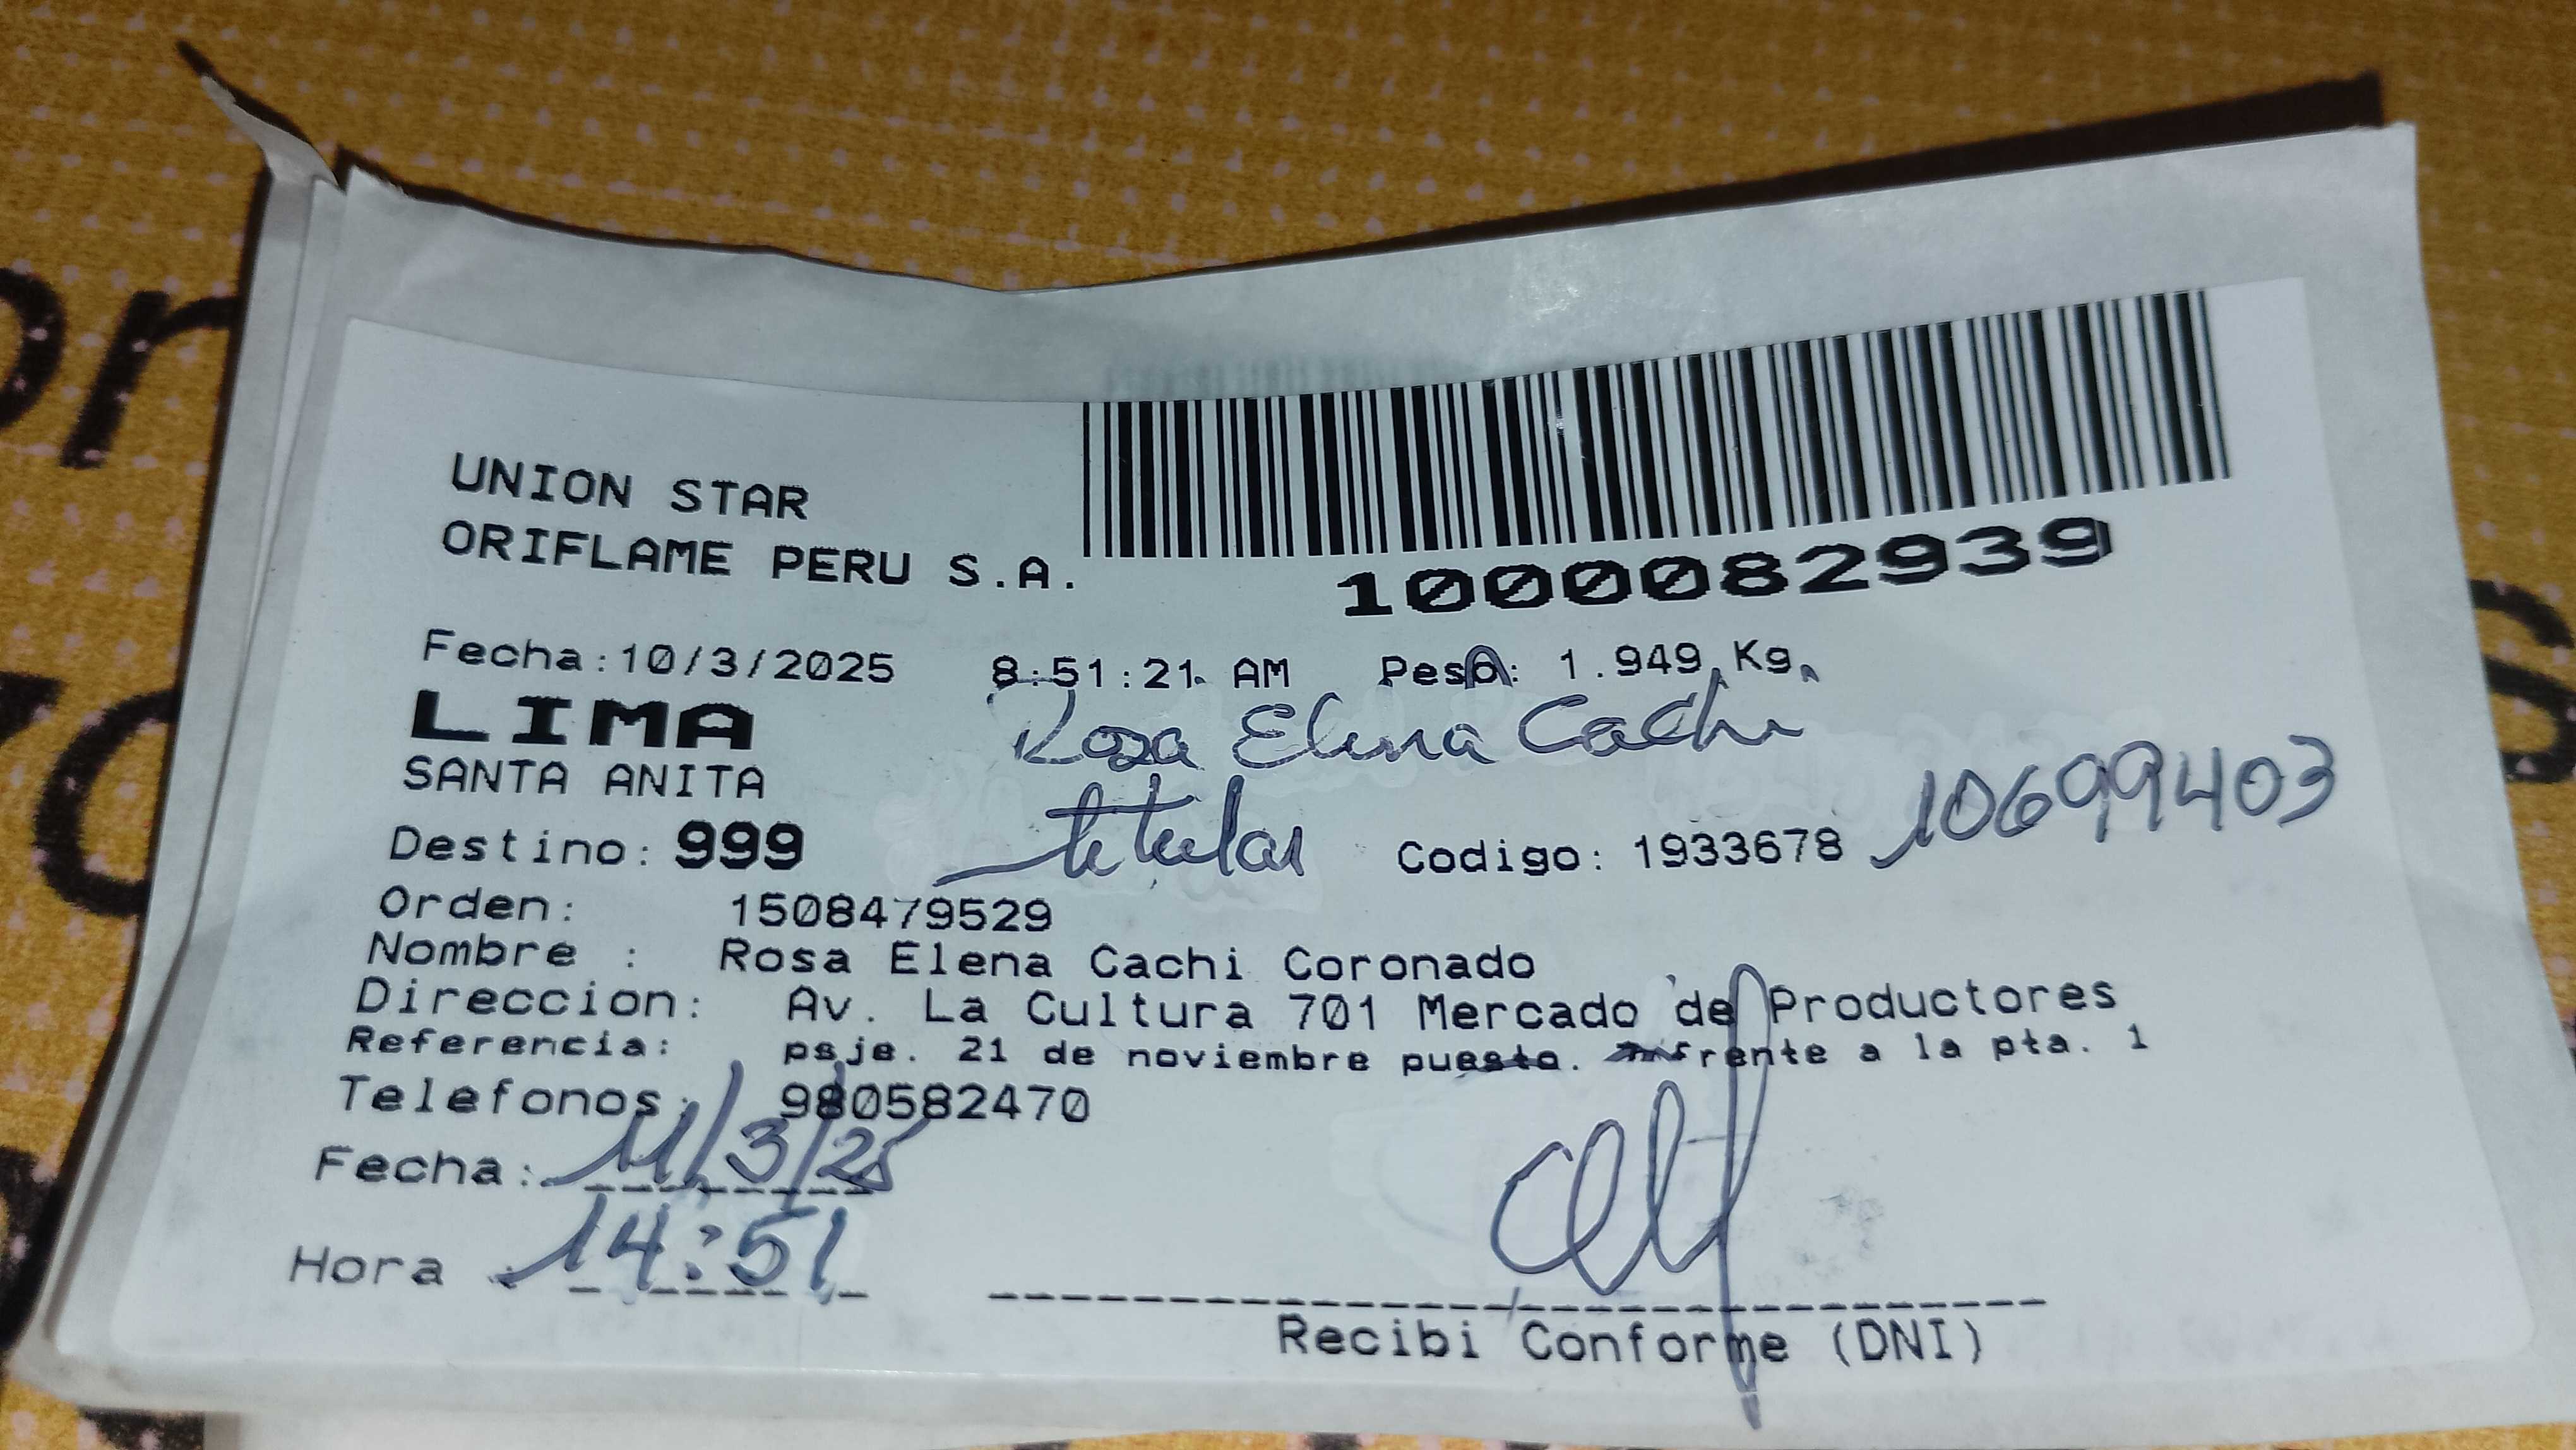 UNION STAR
ORIFLAME PERU S.A.
1000082939
Fecha:10/3/2025 8:51:21 AM Peso: 1.949 Kg.
LIMA
Rosa Elena Cachi
SANTA ANITA
titular
10699403
Destino: 999 Codigo: 1933678
Orden: 1508479529
Nombre : Rosa Elena Cachi Coronado
Direccion: Av. La Cultura 701 Mercado de Productores
Referencia: psje. 21 de noviembre puesto. frente a la pta. 1
Telefonos: 980582470
Fecha: 11/3/25
Hora 14:51
Recibi Conforme (DNI)